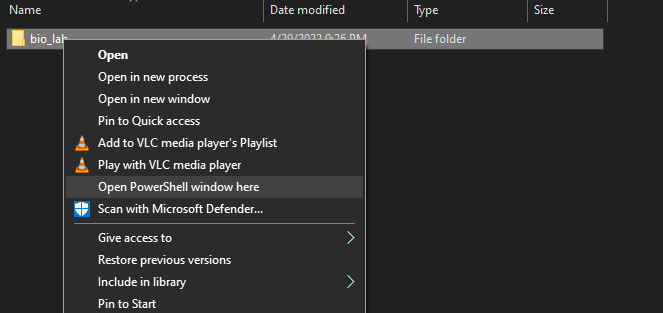 Name Date modified Type Size
bio_lab 4/29/2022 9:26 PM File folder
Open
Open in new process
Open in new window
Pin to Quick access
Add to VLC media player's Playlist
Play with VLC media player
Open PowerShell window here
Scan with Microsoft Defender...
Give access to
Restore previous versions
Include in library
Pin to Start